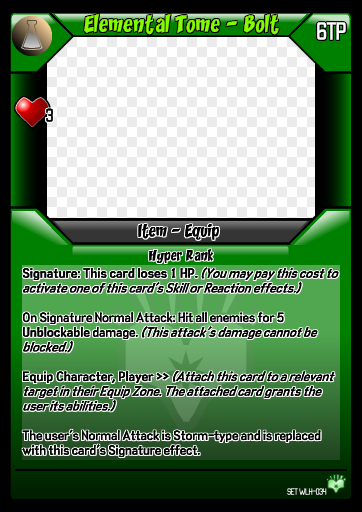 Elemental Tome - Bolt
6TP
3
Item - Equip
Hyper Rank
Signature: This card loses 1 HP. (You may pay this cost to
activate one of this card's Skill or Reaction effects.)
On Signature Normal Attack: Hit all enemies for 5
Unblockable damage. (This attack's damage cannot be
blocked.)
Equip Character, Player >> (Attach this card to a relevant
target in their Equip Zone. The attached card grants the
user its abilities.)
The user's Normal Attack is Storm-type and is replaced
with this card's Signature effect.
SET WLH-034